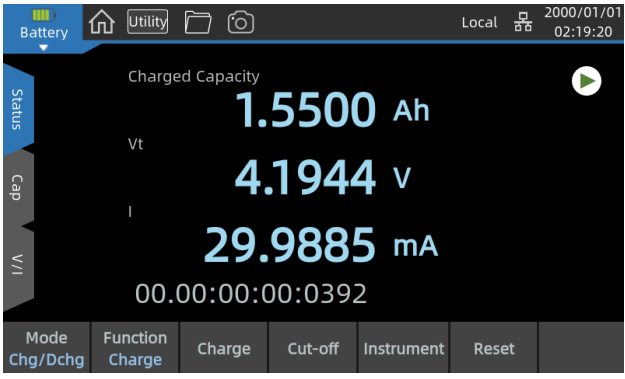 Battery
Utility
Local
2000/01/01
02:19:20
Status
Cap
V/I
Charged Capacity
1.5500 Ah
Vt
4.1944 V
I
29.9885 mA
00.00:00:00:0392
Mode
Chg/Dchg
Function
Charge
Charge
Cut-off
Instrument
Reset